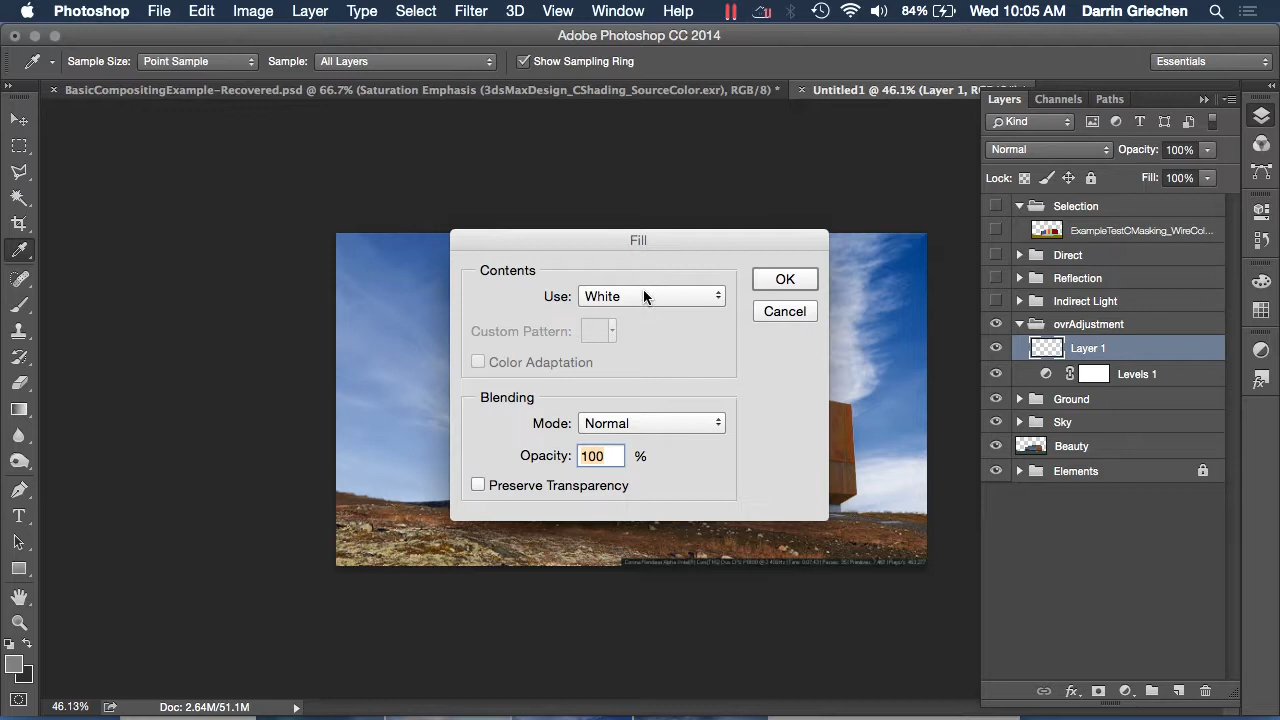 Photoshop File Edit Image Layer Type Select Filter 3D View Window Help 84% Wed 10:05 AM Darrin Griechen
Adobe Photoshop CC 2014
Sample Size: Point Sample Sample: All Layers Show Sampling Ring Essentials
BasicCompositingExample-Recovered.psd @ 66.7% (Saturation Emphasis (3dsMaxDesign_CShading_SourceColor.exr), RGB/8) * Untitled1 @ 46.1% (Layer 1,
Layers Channels Paths
Kind
Normal Opacity: 100%
Lock: Fill: 100%
Selection
ExampleTestCMasking_WireCol...
Direct
Reflection
Indirect Light
ovrAdjustment
Layer 1
Levels 1
Ground
Sky
Beauty
Elements
Fill
Contents
Use: White
Custom Pattern:
Color Adaptation
Blending
Mode: Normal
Opacity: 100 %
Preserve Transparency
OK
Cancel
46.13% Doc: 2.64M/51.1M